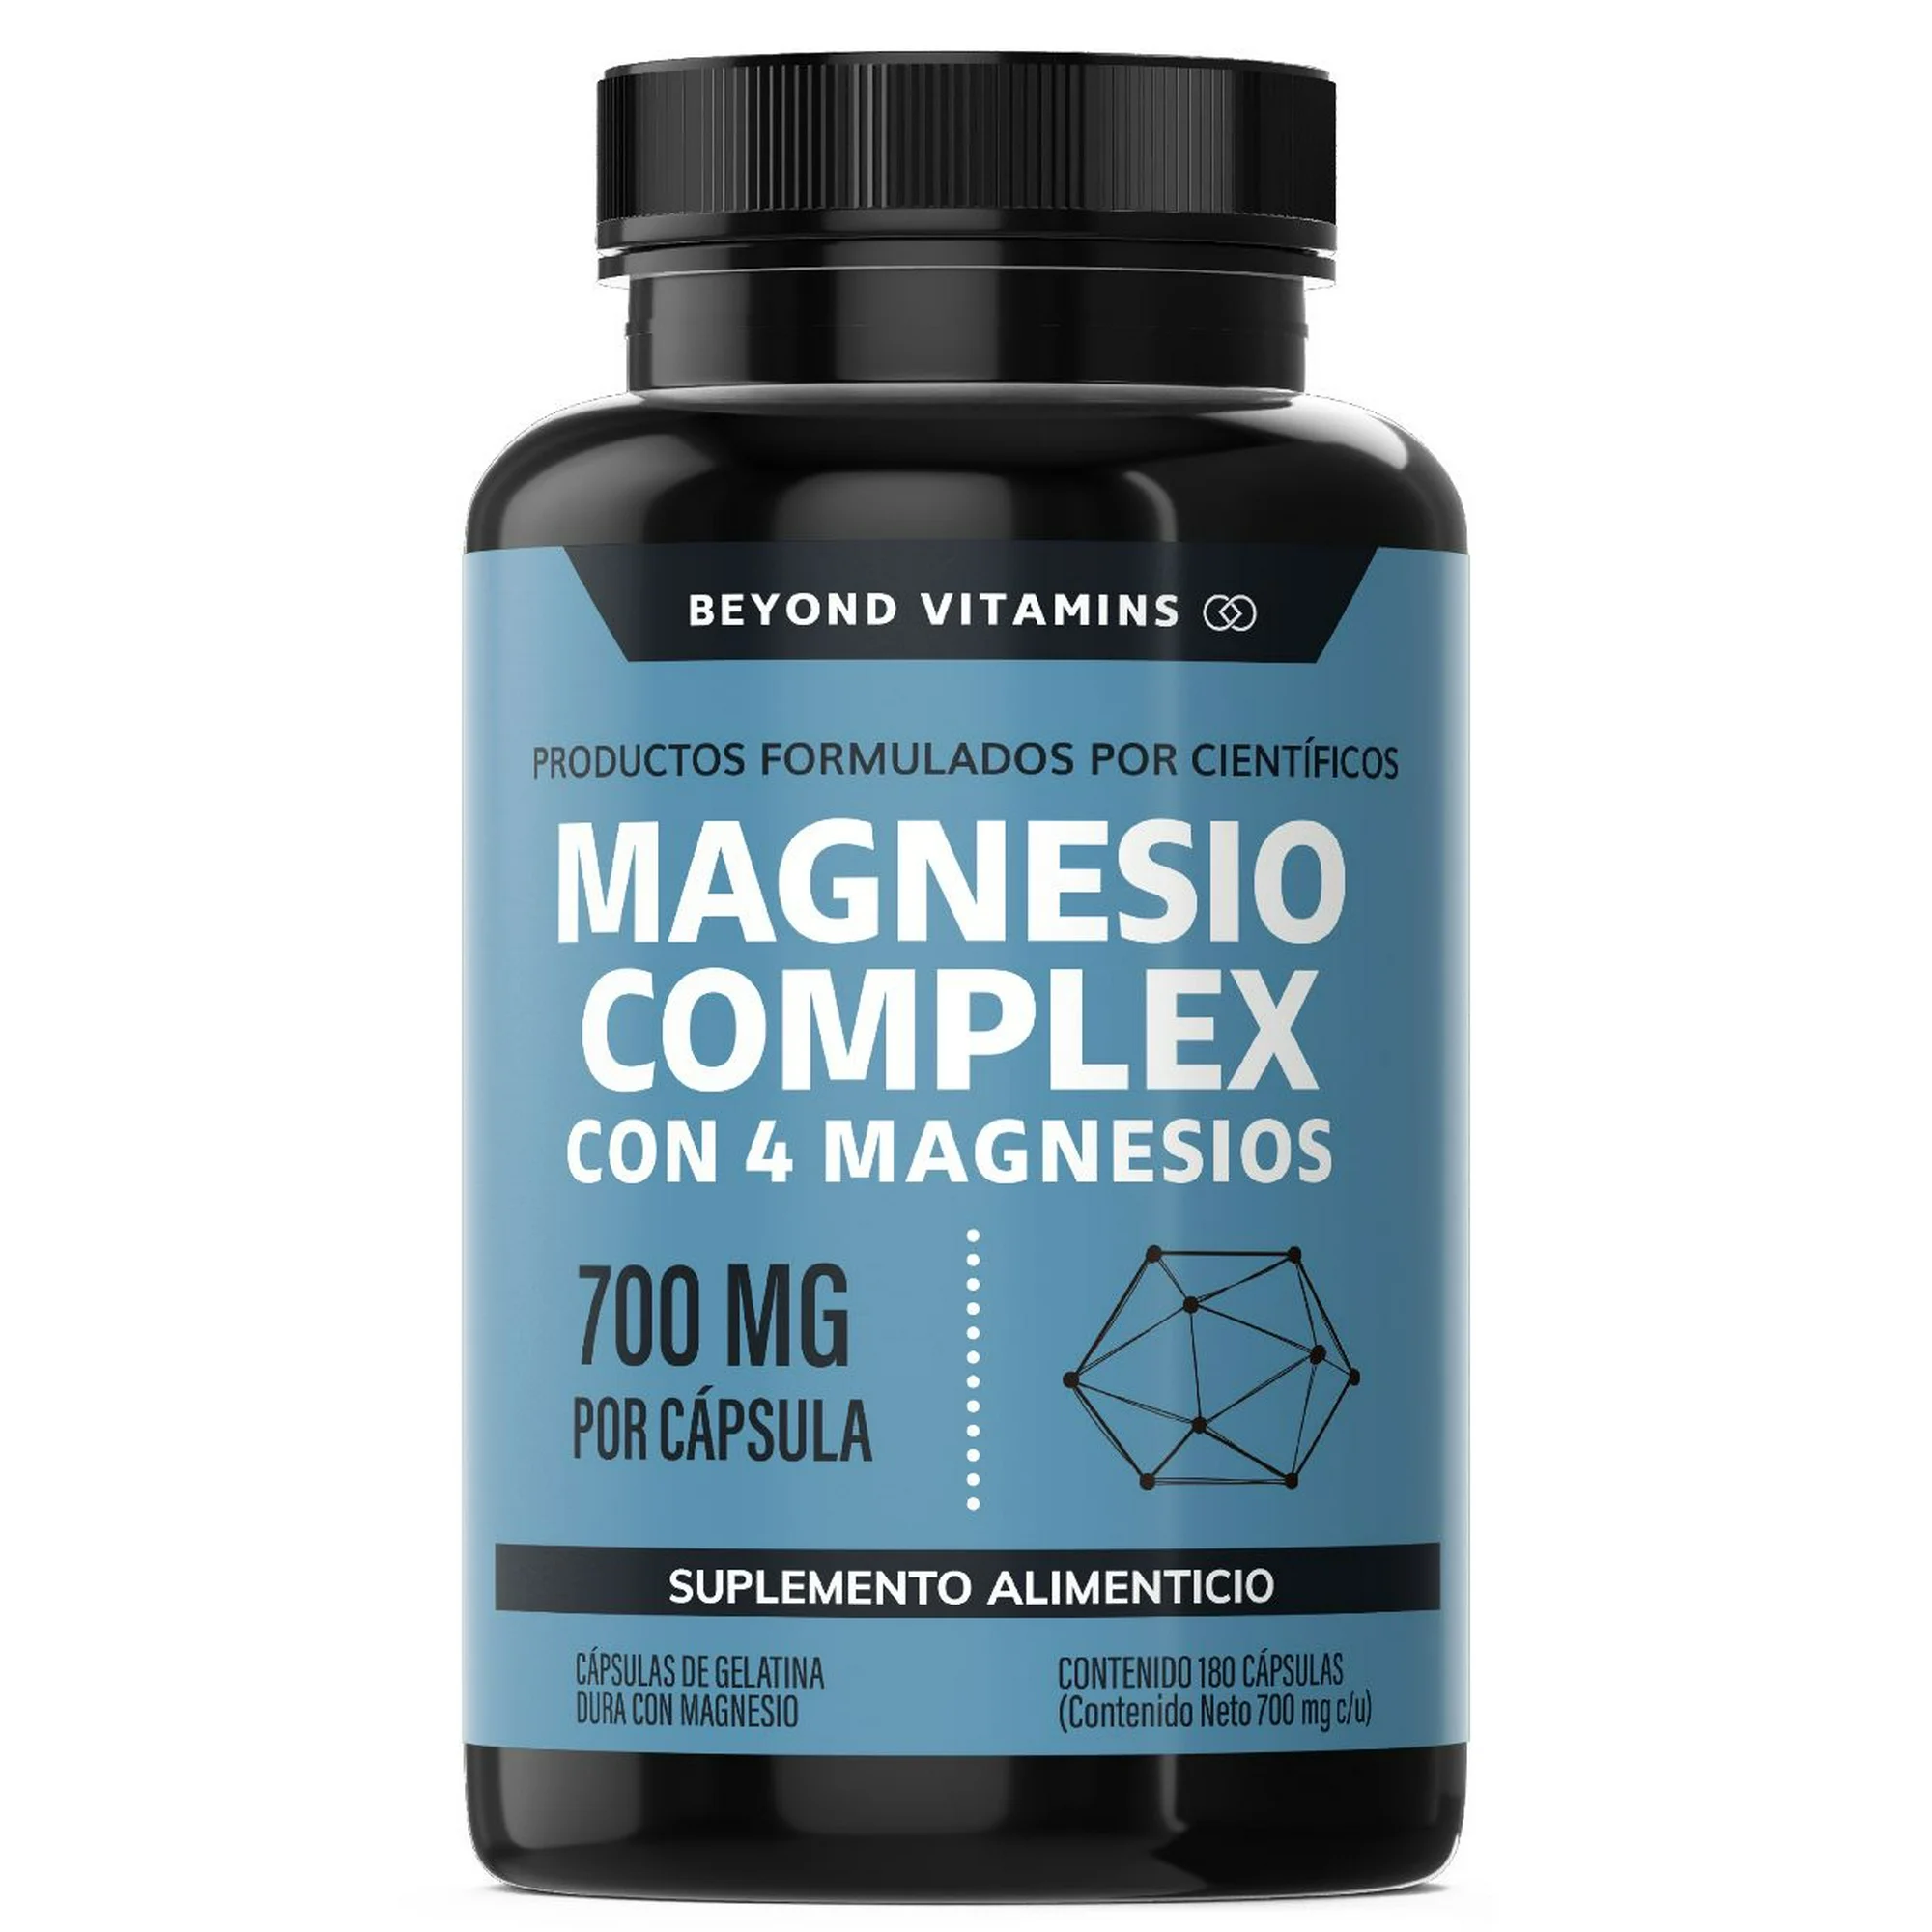 BEYOND VITAMINS
PRODUCTOS FORMULADOS POR CIENTÍFICOS
MAGNESIO
COMPLEX
CON 4 MAGNESIOS
700 MG
POR CÁPSULA
SUPLEMENTO ALIMENTICIO
CÁPSULAS DE GELATINA
DURA CON MAGNESIO
CONTENIDO 180 CÁPSULAS
(Contenido Neto 700 mg c/u)